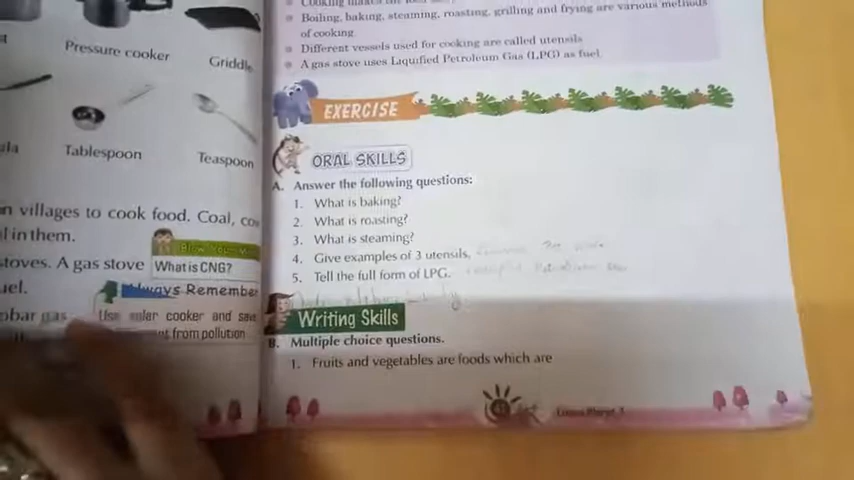 Pressure cooker
Griddle
Tablespoon
Teaspoon
n villages to cook food. Coal, cow
l in them.
stoves. A gas stove
What is CNG?
uel.
Always Remember
obar gas
Use solar cooker and save
from pollution
Cooking makes the
Boiling, baking, steaming, roasting, grilling and frying are various methods
of cooking.
Different vessels used for cooking are called utensils.
A gas stove uses Liquified Petroleum Gas (LPG) as fuel.
EXERCISE
ORAL SKILLS
A. Answer the following questions:
1. What is baking?
2. What is roasting?
3. What is steaming?
4. Give examples of 3 utensils.
5. Tell the full form of LPG.
WRITING SKILLS
B. Multiple choice questions.
1. Fruits and vegetables are foods which are